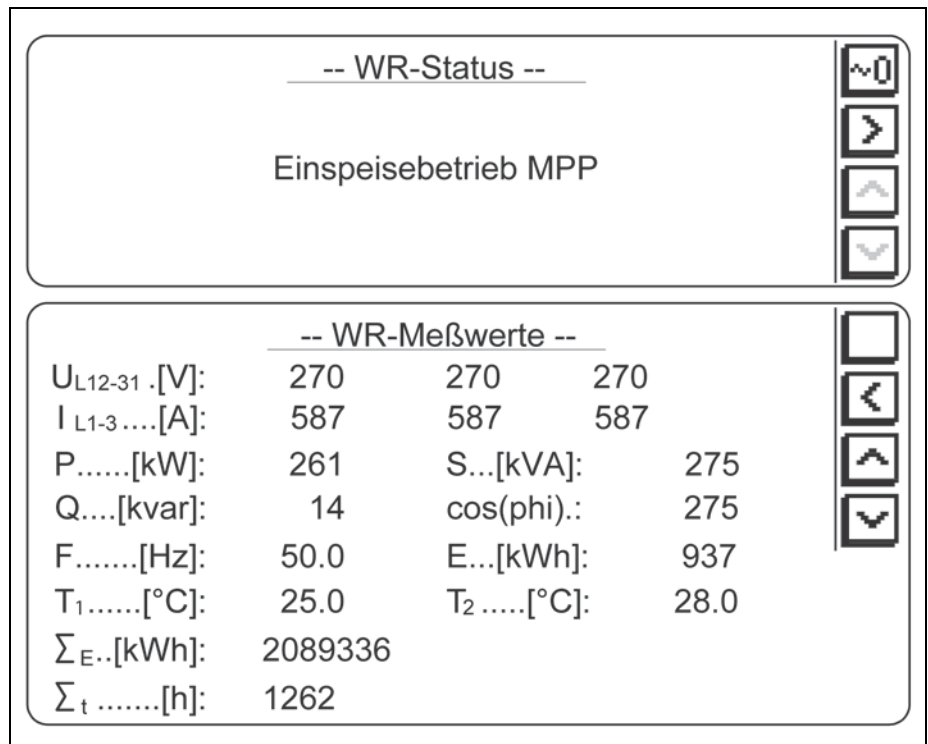 -- WR-Status --
~0
>
Einspeisebetrieb MPP
-- WR-Meßwerte --
UL12-31 .[V]: 270 270 270
<
I L1-3 ....[A]: 587 587 587
P......[kW]: 261 S...[kVA]: 275
Q....[kvar]: 14 cos(phi).: 275
F.......[Hz]: 50.0 E...[kWh]: 937
T1......[°C]: 25.0 T2 .....[°C]: 28.0
∑E..[kWh]: 2089336
∑t .......[h]: 1262